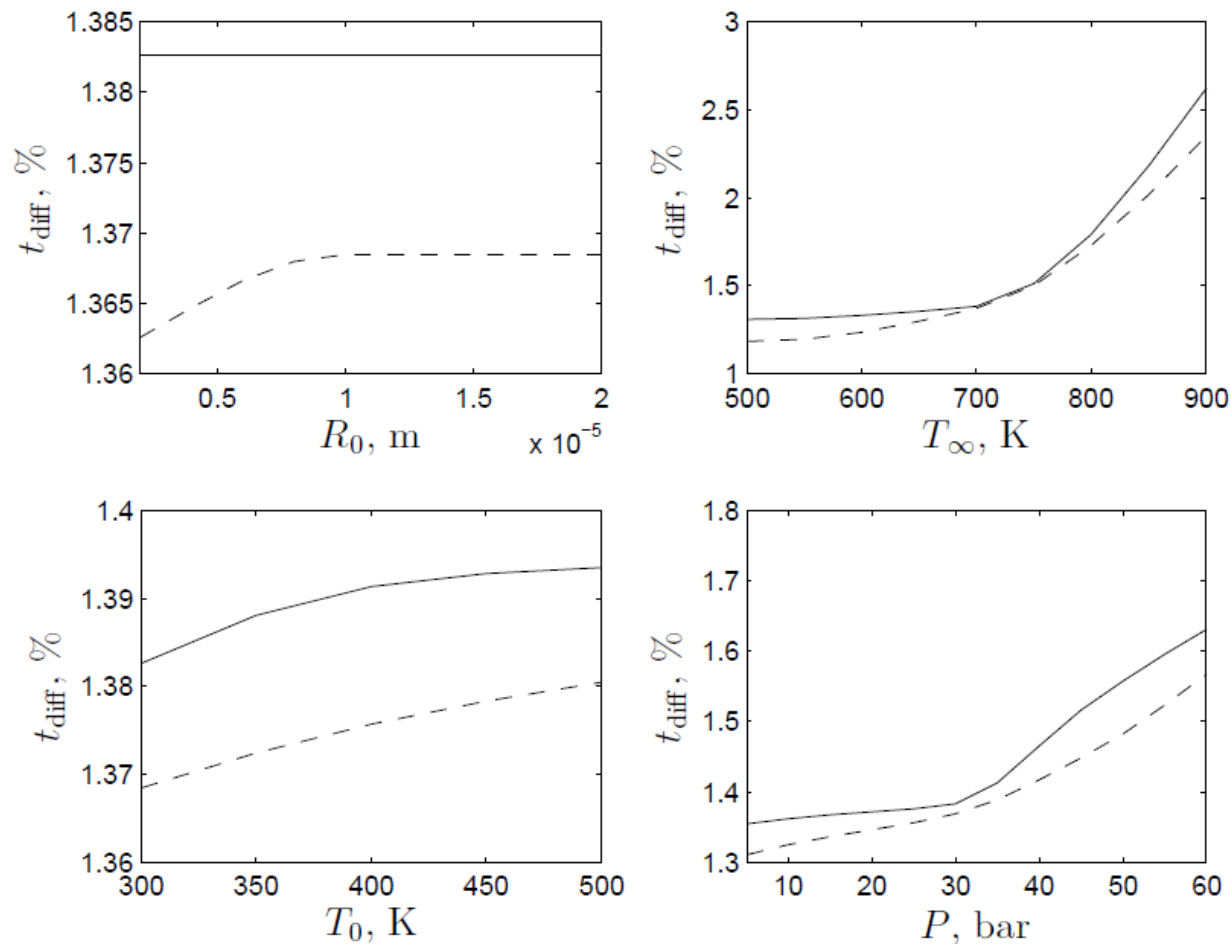 1.385
1.38
1.375
1.37
1.365
1.36
t_diff, %
0.5 1 1.5 2
x 10^−5
R_0, m
3
2.5
2
1.5
1
t_diff, %
500 600 700 800 900
T_∞, K
1.4
1.39
1.38
1.37
1.36
t_diff, %
300 350 400 450 500
T_0, K
1.8
1.7
1.6
1.5
1.4
1.3
t_diff, %
10 20 30 40 50 60
P, bar